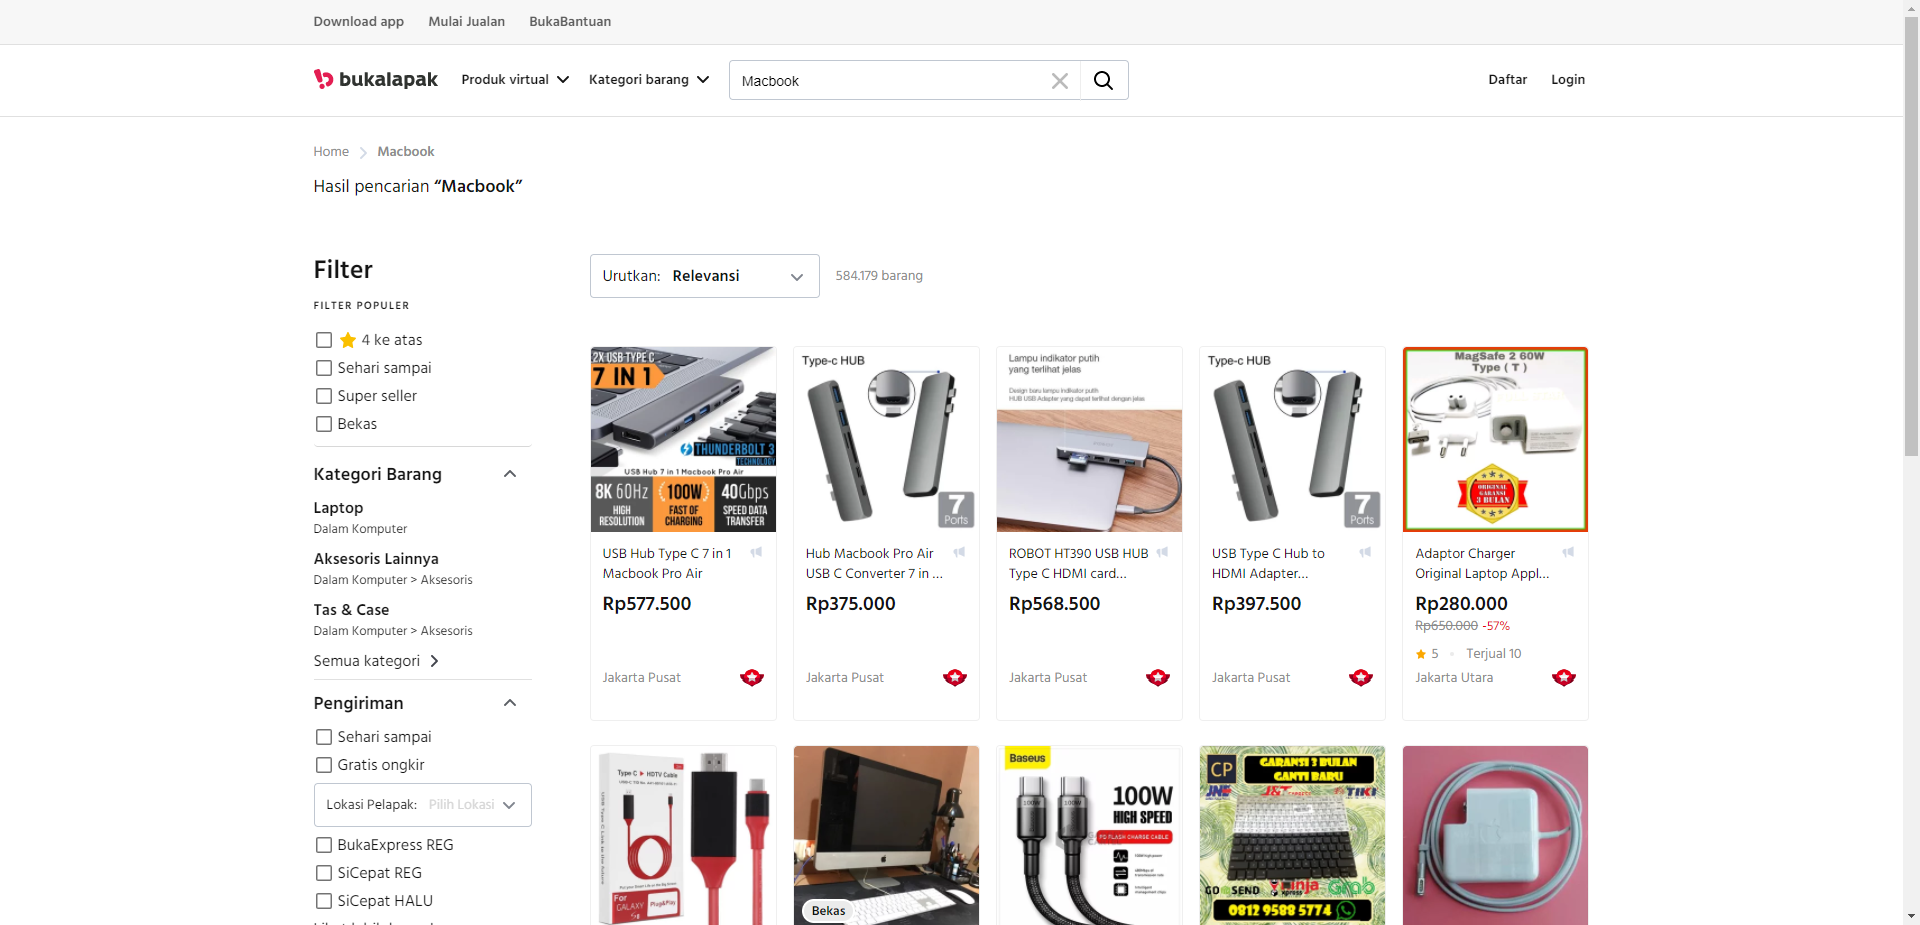 Download app
Mulai Jualan
BukaBantuan
bukalapak
Produk virtual
Kategori barang
Macbook
Daftar
Login
Home
Macbook
Hasil pencarian “Macbook”
Filter
FILTER POPULER
4 ke atas
Sehari sampai
Super seller
Bekas
Kategori Barang
Laptop
Dalam Komputer
Aksesoris Lainnya
Dalam Komputer > Aksesoris
Tas & Case
Dalam Komputer > Aksesoris
Semua kategori
Pengiriman
Sehari sampai
Gratis ongkir
Lokasi Pelapak: Pilih Lokasi
BukaExpress REG
SiCepat REG
SiCepat HALU
Urutkan: Relevansi
584.179 barang
2X USB TYPE C
7 IN 1
THUNDERBOLT 3
TECHNOLOGY
USB Hub 7 in 1 Macbook Pro Air
8K 60Hz
HIGH
RESOLUTION
100W
FAST OF
CHARGING
40Gbps
SPEED DATA
TRANSFER
USB Hub Type C 7 in 1
Macbook Pro Air
Rp577.500
Jakarta Pusat
Type-c HUB
7
Ports
Hub Macbook Pro Air
USB C Converter 7 in ...
Rp375.000
Jakarta Pusat
Lampu indikator putih
yang terlihat jelas
Design baru lampu indikator putih
HUB USB Adapter yang dapat terlihat dengan jelas
ROBOT HT390 USB HUB
Type C HDMI card...
Rp568.500
Jakarta Pusat
Type-c HUB
7
Ports
USB Type C Hub to
HDMI Adapter...
Rp397.500
Jakarta Pusat
MagSafe 2 60W
Type ( T )
ORIGINAL
GARANSI
3 BULAN
Adaptor Charger
Original Laptop Appl...
Rp280.000
Rp650.000 -57%
5
Terjual 10
Jakarta Utara
Type C HDTV Cable
For
GALAXY S8
Plug&Play
Bekas
Baseus
100W
100W
100W
HIGH SPEED
PD FLASH CHARGE CABLE
CP
GARANSI 3 BULAN
GANTI BARU
JNE
J&T EXPRESS
TIKI
GO SEND
ninja
xpress
Grab
0812 9588 5774